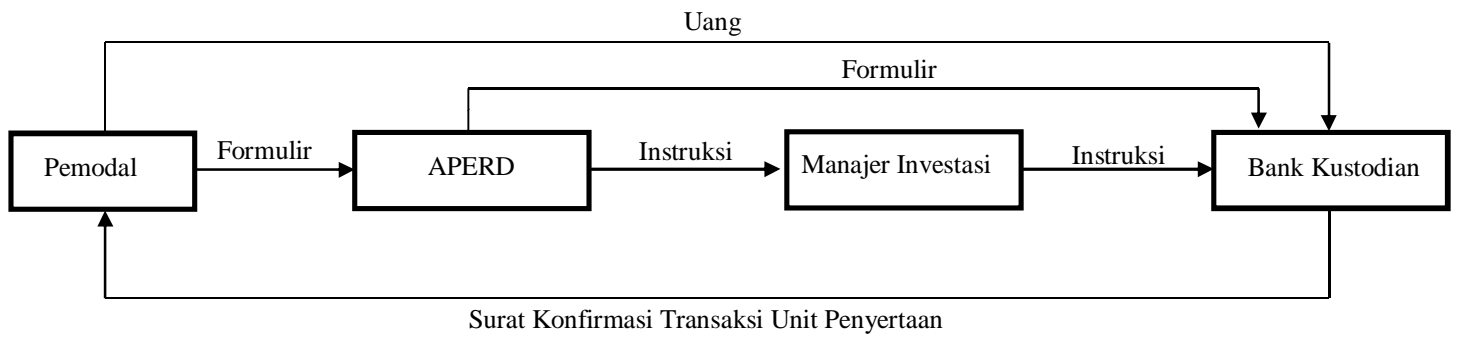 Uang
Formulir
Pemodal
Formulir
APERD
Instruksi
Manajer Investasi
Instruksi
Bank Kustodian
Surat Konfirmasi Transaksi Unit Penyertaan